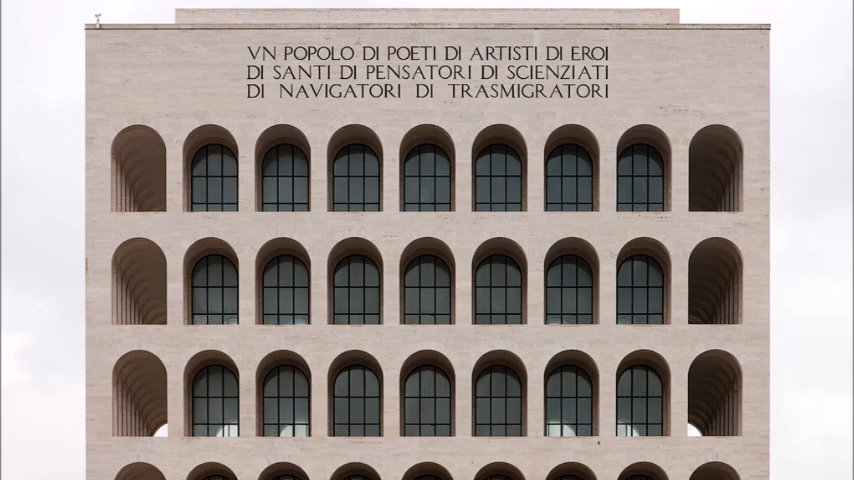 VN POPOLO DI POETI DI ARTISTI DI EROI
DI SANTI DI PENSATORI DI SCIENZIATI
DI NAVIGATORI DI TRASMIGRATORI